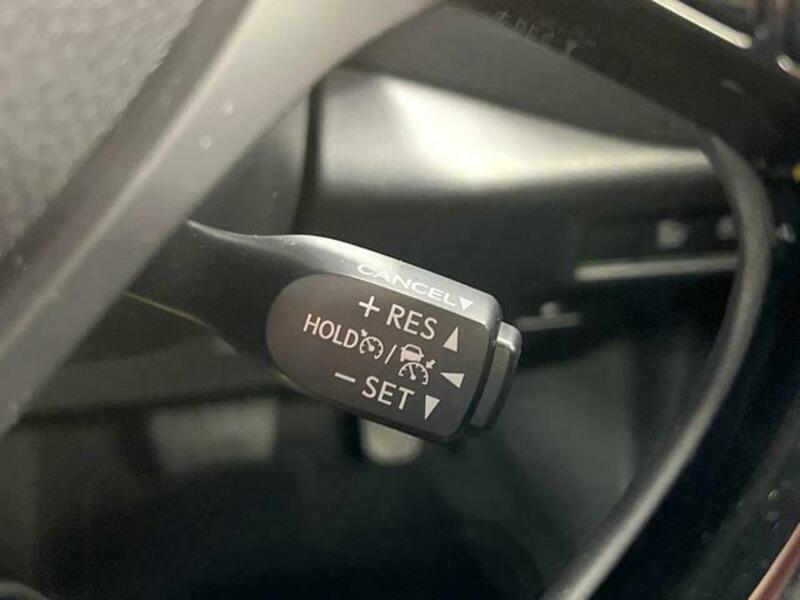 CANCEL▼
+ RES ▲
HOLD /
− SET ▼